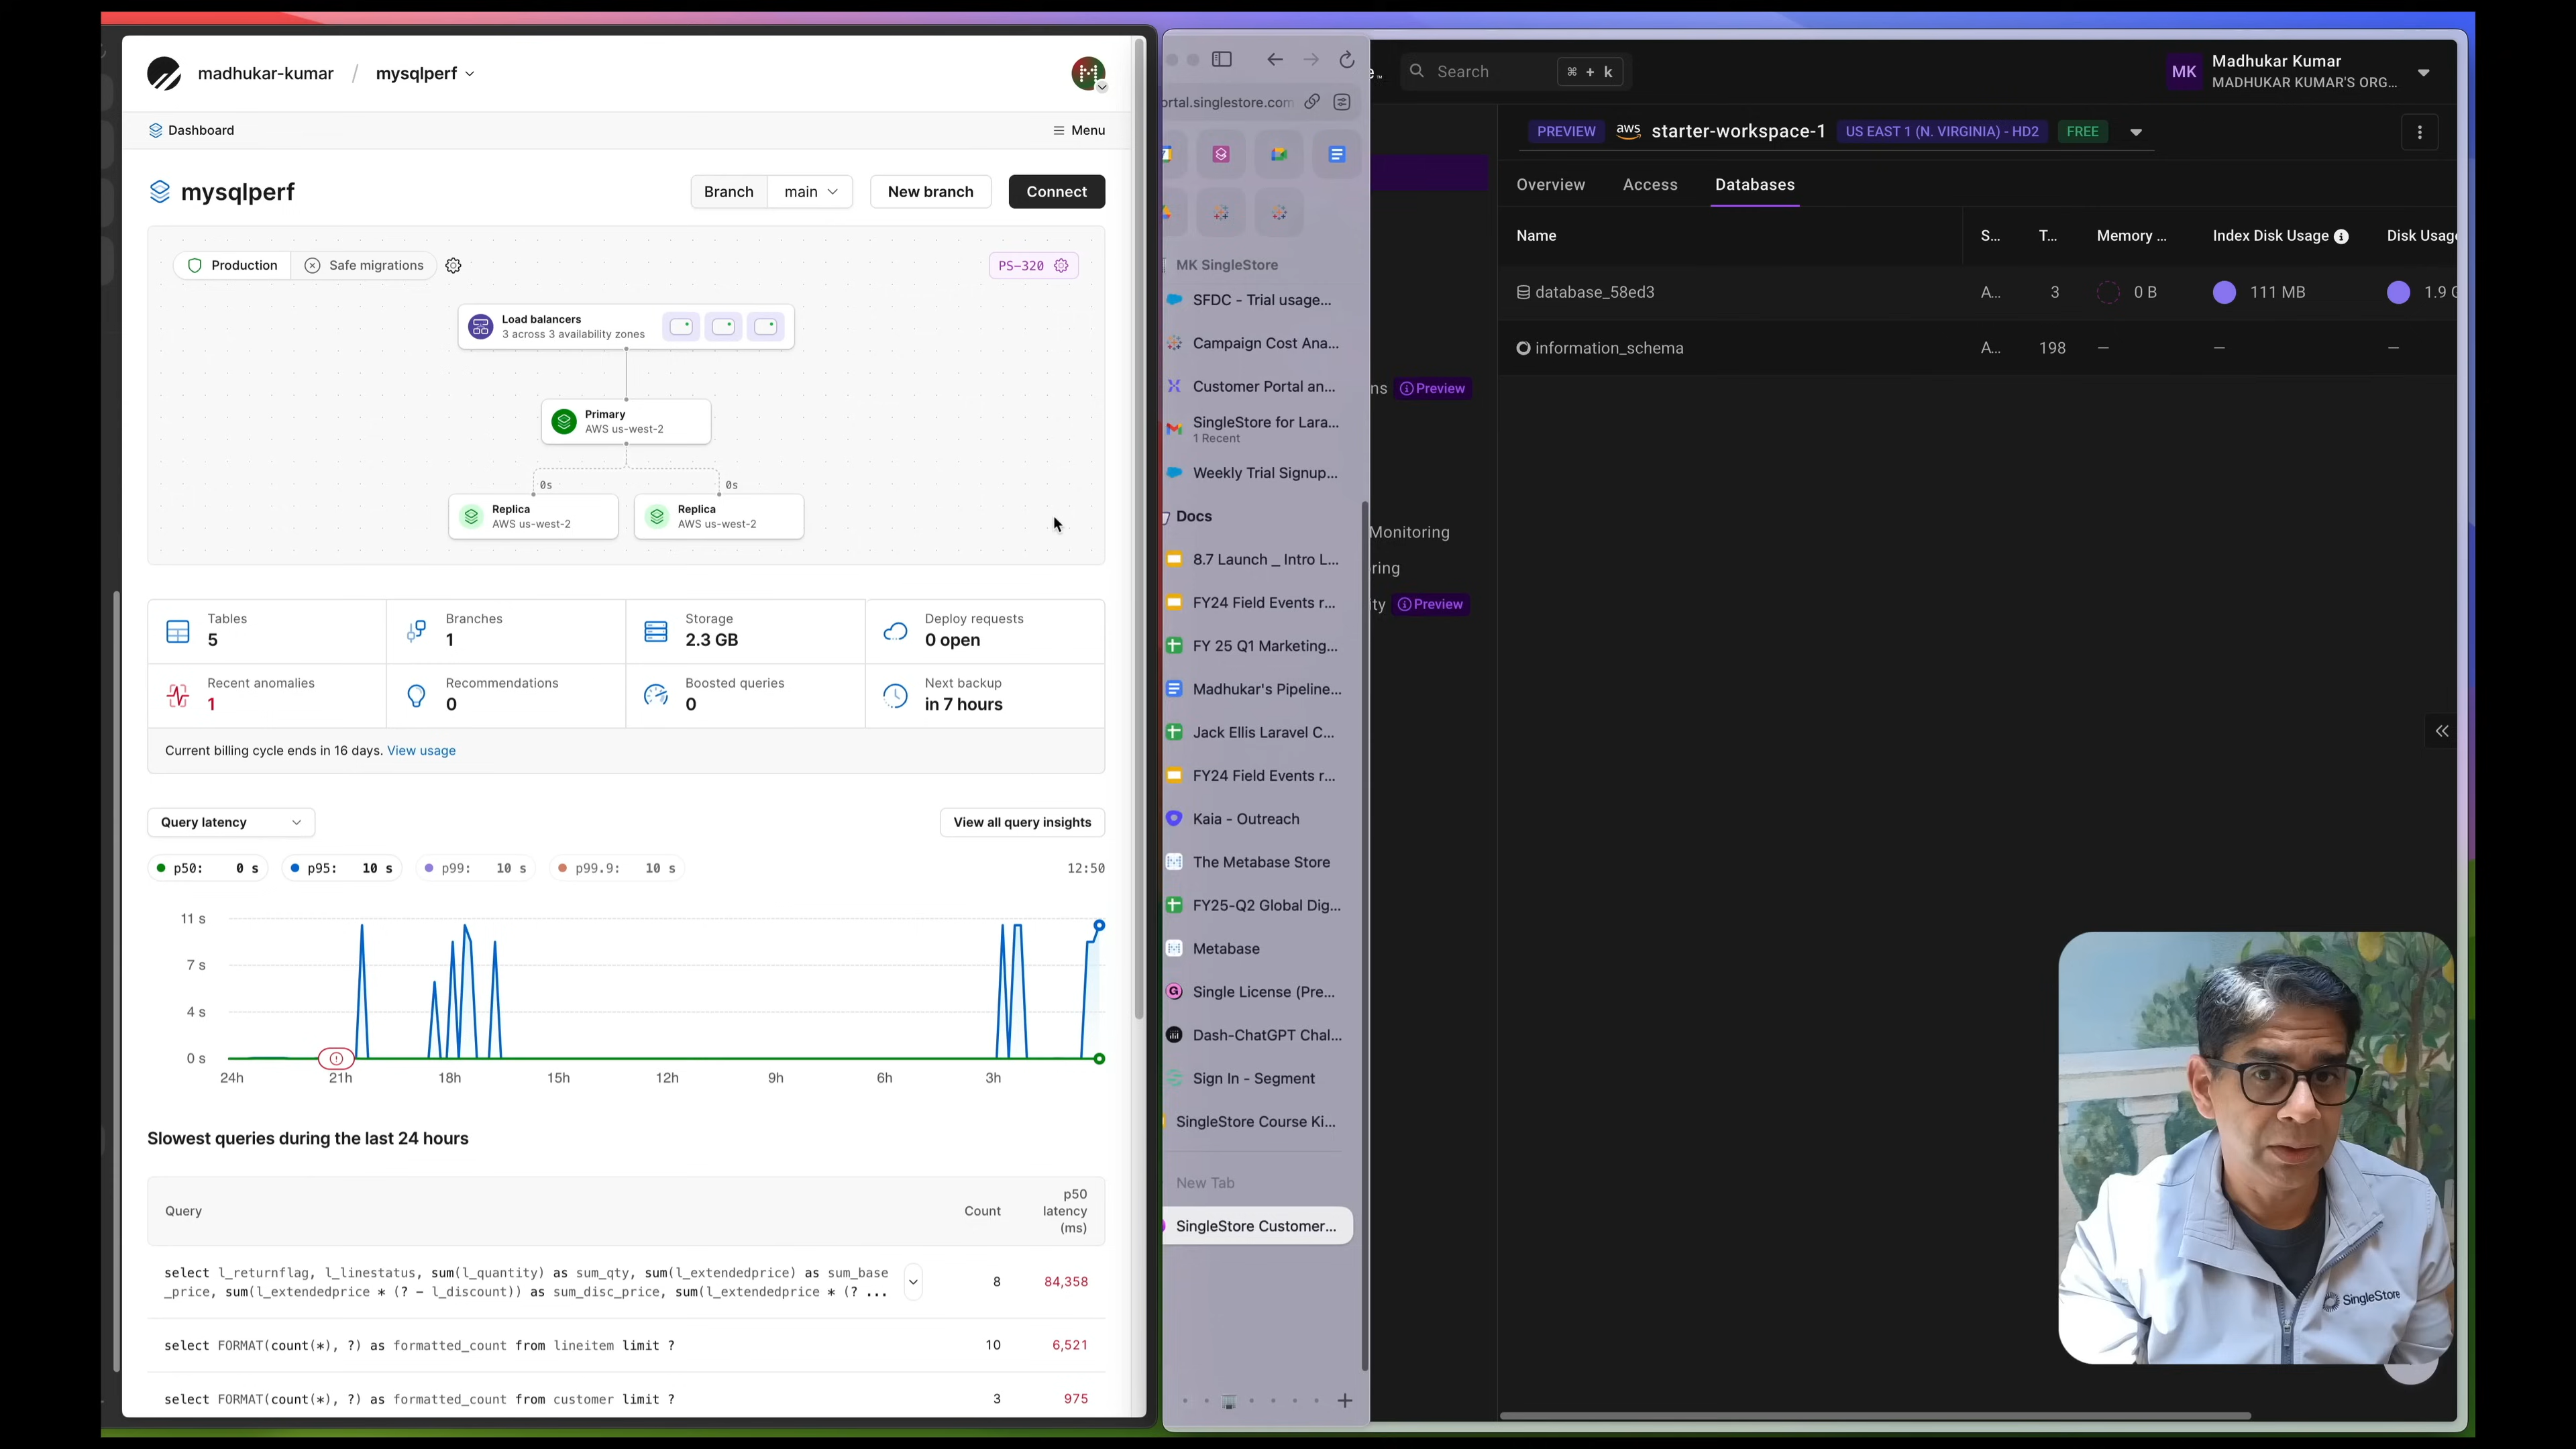 madhukar-kumar / mysqlperf
Dashboard
Menu
mysqlperf
Branch
main
New branch
Connect
Production
Safe migrations
PS-320
Load balancers
3 across 3 availability zones
Primary
AWS us-west-2
0s
0s
Replica
AWS us-west-2
Replica
AWS us-west-2
Tables
5
Branches
1
Storage
2.3 GB
Deploy requests
0 open
Recent anomalies
1
Recommendations
0
Boosted queries
0
Next backup
in 7 hours
Current billing cycle ends in 16 days. View usage
Query latency
View all query insights
p50: 0 s
p95: 10 s
p99: 10 s
p99.9: 10 s
12:50
11 s
7 s
4 s
0 s
24h
21h
18h
15h
12h
9h
6h
3h
Slowest queries during the last 24 hours
Query
Count
p50
latency
(ms)
select l_returnflag, l_linestatus, sum(l_quantity) as sum_qty, sum(l_extendedprice) as sum_base
_price, sum(l_extendedprice * (? - l_discount)) as sum_disc_price, sum(l_extendedprice * (? ...
8
84,358
select FORMAT(count(*), ?) as formatted_count from lineitem limit ?
10
6,521
select FORMAT(count(*), ?) as formatted_count from customer limit ?
3
975
ortal.singlestore.com
MK SingleStore
SFDC - Trial usage...
Campaign Cost Ana...
Customer Portal an...
SingleStore for Lara...
1 Recent
Weekly Trial Signup...
Docs
8.7 Launch _ Intro L...
FY24 Field Events r...
FY 25 Q1 Marketing...
Madhukar's Pipeline...
Jack Ellis Laravel C...
FY24 Field Events r...
Kaia - Outreach
The Metabase Store
FY25-Q2 Global Dig...
Metabase
Single License (Pre...
Dash-ChatGPT Chal...
Sign In - Segment
SingleStore Course Ki...
New Tab
SingleStore Customer...
Search
⌘ + k
MK
Madhukar Kumar
MADHUKAR KUMAR'S ORG...
PREVIEW
aws
starter-workspace-1
US EAST 1 (N. VIRGINIA) - HD2
FREE
Overview
Access
Databases
Name
S...
T...
Memory ...
Index Disk Usage
Disk Usag
database_58ed3
A...
3
0 B
111 MB
1.9
information_schema
A...
198
–
–
–
ns
Preview
Monitoring
ring
ity
Preview
SingleStore